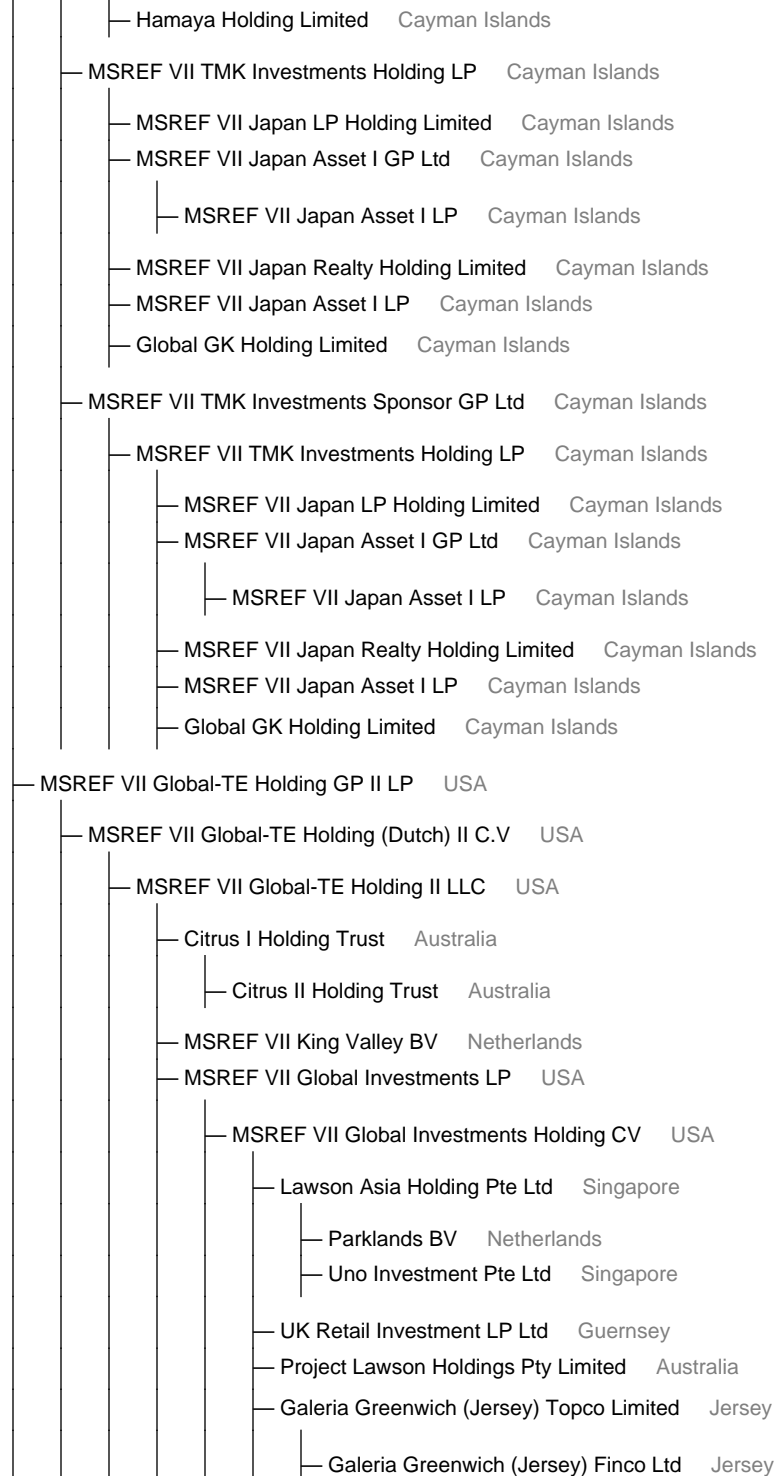 Hamaya Holding Limited Cayman Islands
MSREF VII TMK Investments Holding LP Cayman Islands
MSREF VII Japan LP Holding Limited Cayman Islands
MSREF VII Japan Asset I GP Ltd Cayman Islands
MSREF VII Japan Asset I LP Cayman Islands
MSREF VII Japan Realty Holding Limited Cayman Islands
MSREF VII Japan Asset I LP Cayman Islands
Global GK Holding Limited Cayman Islands
MSREF VII TMK Investments Sponsor GP Ltd Cayman Islands
MSREF VII TMK Investments Holding LP Cayman Islands
MSREF VII Japan LP Holding Limited Cayman Islands
MSREF VII Japan Asset I GP Ltd Cayman Islands
MSREF VII Japan Asset I LP Cayman Islands
MSREF VII Japan Realty Holding Limited Cayman Islands
MSREF VII Japan Asset I LP Cayman Islands
Global GK Holding Limited Cayman Islands
MSREF VII Global-TE Holding GP II LP USA
MSREF VII Global-TE Holding (Dutch) II C.V USA
MSREF VII Global-TE Holding II LLC USA
Citrus I Holding Trust Australia
Citrus II Holding Trust Australia
MSREF VII King Valley BV Netherlands
MSREF VII Global Investments LP USA
MSREF VII Global Investments Holding CV USA
Lawson Asia Holding Pte Ltd Singapore
Parklands BV Netherlands
Uno Investment Pte Ltd Singapore
UK Retail Investment LP Ltd Guernsey
Project Lawson Holdings Pty Limited Australia
Galeria Greenwich (Jersey) Topco Limited Jersey
Galeria Greenwich (Jersey) Finco Ltd Jersey